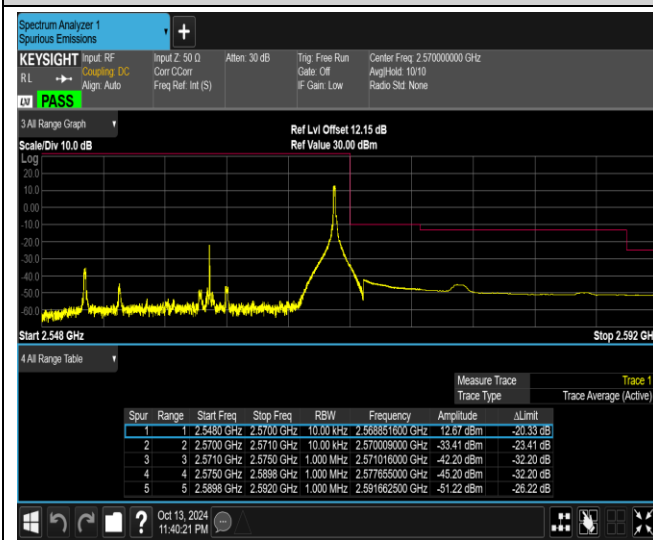 Spectrum Analyzer 1
Spurious Emissions
KEYSIGHT Input: RF Input Z: 50 Ω Atten: 30 dB Trig: Free Run Center Freq: 2.570000000 GHz
RL Coupling: DC Corr CCorr Gate: Off Avg|Hold: 10/10
Align: Auto Freq Ref: Int (S) IF Gain: Low Radio Std: None
LXI PASS
3 All Range Graph
Ref Lvl Offset 12.15 dB
Scale/Div 10.0 dB Ref Value 30.00 dBm
Log
20.0
10.0
0.00
-10.0
-20.0
-30.0
-40.0
-50.0
-60.0
Start 2.548 GHz Stop 2.592 GH
4 All Range Table
Measure Trace Trace 1
Trace Type Trace Average (Active)
Spur Range Start Freq Stop Freq RBW Frequency Amplitude ΔLimit
1 1 2.5480 GHz 2.5700 GHz 10.00 kHz 2.568851600 GHz 12.67 dBm -20.33 dB
2 2 2.5700 GHz 2.5710 GHz 10.00 kHz 2.570009000 GHz -33.41 dBm -23.41 dB
3 3 2.5710 GHz 2.5750 GHz 1.000 MHz 2.571016000 GHz -42.20 dBm -32.20 dB
4 4 2.5750 GHz 2.5898 GHz 1.000 MHz 2.577655000 GHz -45.20 dBm -32.20 dB
5 5 2.5898 GHz 2.5920 GHz 1.000 MHz 2.591662500 GHz -51.22 dBm -26.22 dB
? Oct 13, 2024
11:40:21 PM